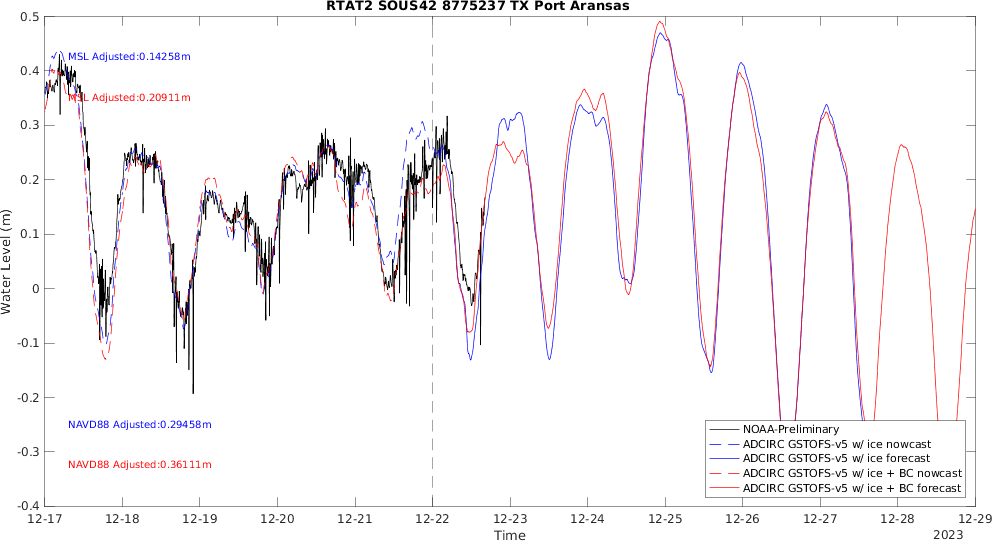 RTAT2 SOUS42 8775237 TX Port Aransas
0.5
0.4
0.3
0.2
0.1
0
-0.1
-0.2
-0.3
-0.4
Water Level (m)
MSL Adjusted:0.14258m
MSL Adjusted:0.20911m
NAVD88 Adjusted:0.29458m
NAVD88 Adjusted:0.36111m
NOAA-Preliminary
ADCIRC GSTOFS-v5 w/ ice nowcast
ADCIRC GSTOFS-v5 w/ ice forecast
ADCIRC GSTOFS-v5 w/ ice + BC nowcast
ADCIRC GSTOFS-v5 w/ ice + BC forecast
12-17 12-18 12-19 12-20 12-21 12-22 12-23 12-24 12-25 12-26 12-27 12-28 12-29
Time
2023